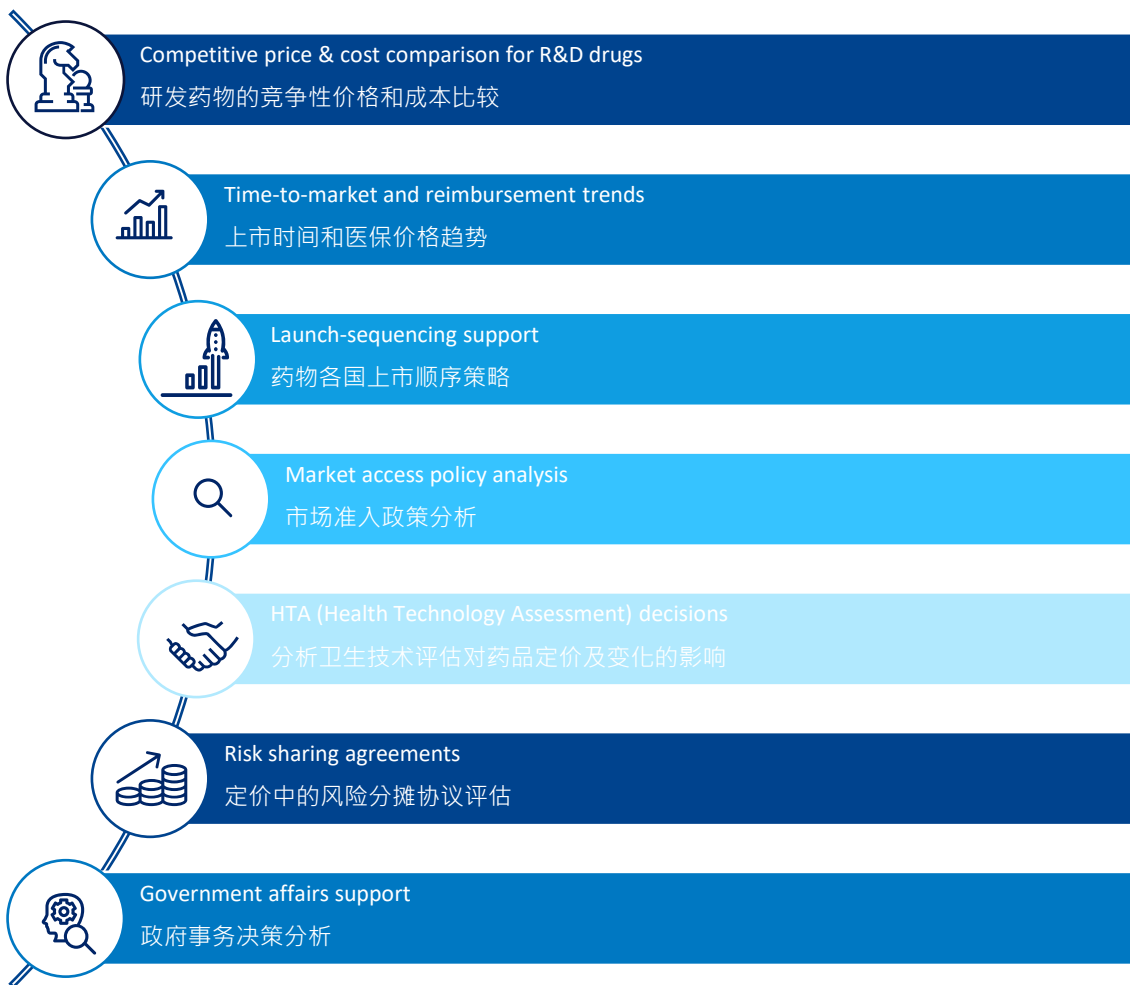 Competitive price & cost comparison for R&D drugs
研发药物的竞争性价格和成本比较
Time-to-market and reimbursement trends
上市时间和医保价格趋势
Launch-sequencing support
药物各国上市顺序策略
Market access policy analysis
市场准入政策分析
HTA (Health Technology Assessment) decisions
分析卫生技术评估对药品定价及变化的影响
Risk sharing agreements
定价中的风险分摊协议评估
Government affairs support
政府事务决策分析